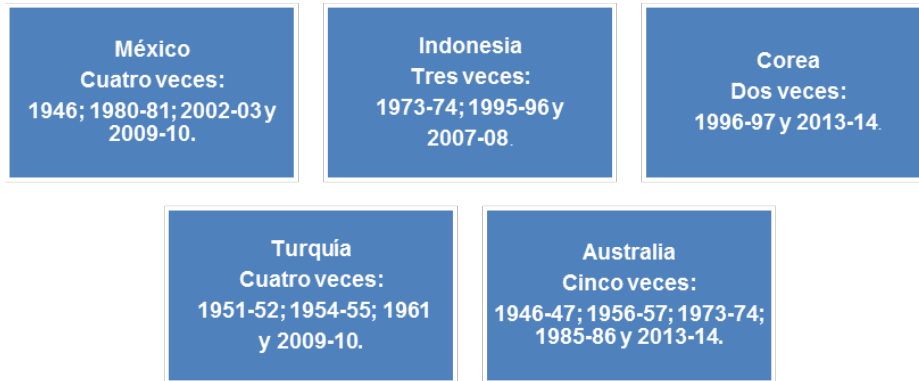 México
Cuatro veces:
1946; 1980-81; 2002-03 y
2009-10.
Indonesia
Tres veces:
1973-74; 1995-96 y
2007-08.
Corea
Dos veces:
1996-97 y 2013-14.
Turquía
Cuatro veces:
1951-52; 1954-55; 1961
y 2009-10.
Australia
Cinco veces:
1946-47; 1956-57; 1973-74;
1985-86 y 2013-14.